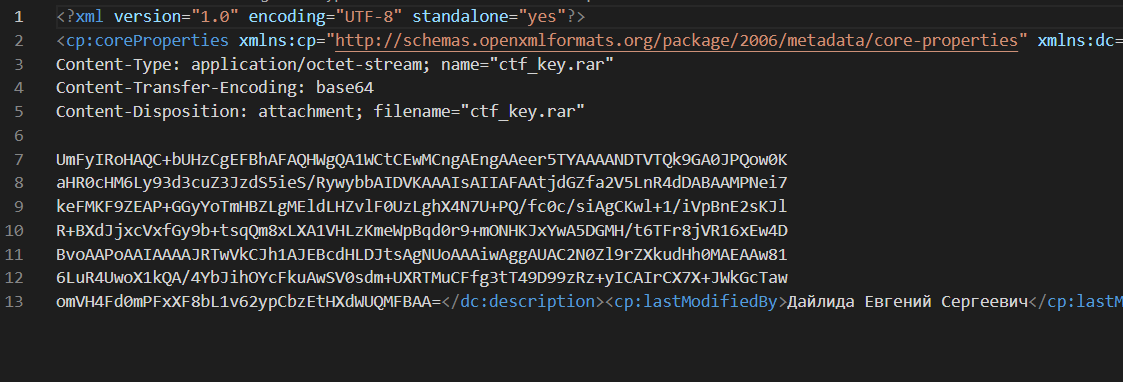 1 <?xml version="1.0" encoding="UTF-8" standalone="yes"?>
2 <cp:coreProperties xmlns:cp="http://schemas.openxmlformats.org/package/2006/metadata/core-properties" xmlns:dc=
3 Content-Type: application/octet-stream; name="ctf_key.rar"
4 Content-Transfer-Encoding: base64
5 Content-Disposition: attachment; filename="ctf_key.rar"
6
7 UmFyIRoHAQC+bUHzCgEFBhAFAQHWgQA1WCtCEwMCngAEngAAeer5TYAAAANDTVTQk9GA0JPQow0K
8 aHR0cHM6Ly93d3cuZ3JzdS5ieS/RywybbAIDVKAAAIsAIIAFAAtjdGZfa2V5LnR4dDABAAMPNei7
9 keFMKF9ZEAP+GGyYoTmHBZLgMEldLHZvlF0UzLghX4N7U+PQ/fc0c/siAgCKwl+1/iVpBnE2sKJl
10 R+BXdJjxcVxfGy9b+tsqQm8xLXA1VHLzKmeWpBqd0r9+mONHKJxYwA5DGMH/t6TFr8jVR16xEw4D
11 BvoAAPoAAIAAAAJRTwVkCJh1AJEBcdHLDJtsAgNUoAAAiwAggAUAC2N0Zl9rZXkudHh0MAEAAw81
12 6LuR4UwoX1kQA/4YbJihOYcFkuAwSV0sdm+UXRTMuCFfg3tT49D99zRz+yICAIrCX7X+JWkGcTaw
13 omVH4Fd0mPFxXF8bL1v62ypCbzEtHXdWUQMFBAA=</dc:description><cp:lastModifiedBy>Дайлида Евгений Сергеевич</cp:lastM